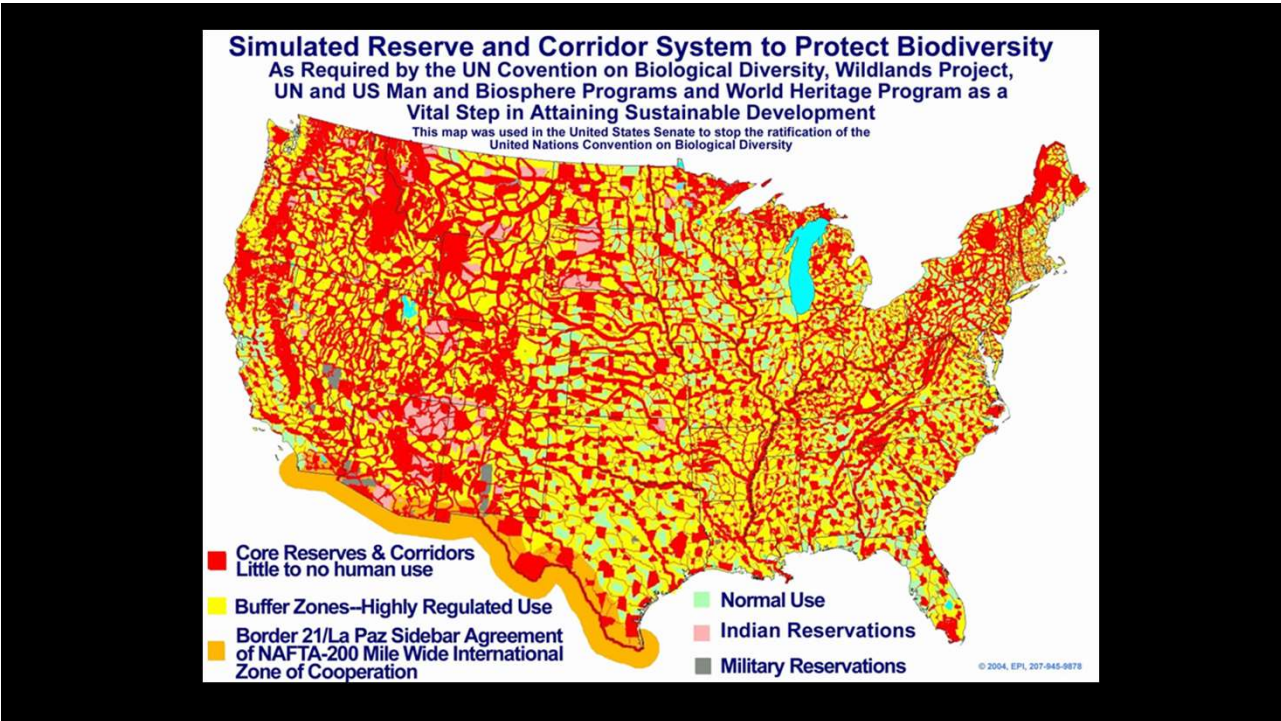 Simulated Reserve and Corridor System to Protect Biodiversity
As Required by the UN Covention on Biological Diversity, Wildlands Project,
UN and US Man and Biosphere Programs and World Heritage Program as a
Vital Step in Attaining Sustainable Development
This map was used in the United States Senate to stop the ratification of the
United Nations Convention on Biological Diversity
Core Reserves & Corridors
Little to no human use
Buffer Zones--Highly Regulated Use
Border 21/La Paz Sidebar Agreement
of NAFTA-200 Mile Wide International
Zone of Cooperation
Normal Use
Indian Reservations
Military Reservations
© 2004, EPI, 207-945-9878